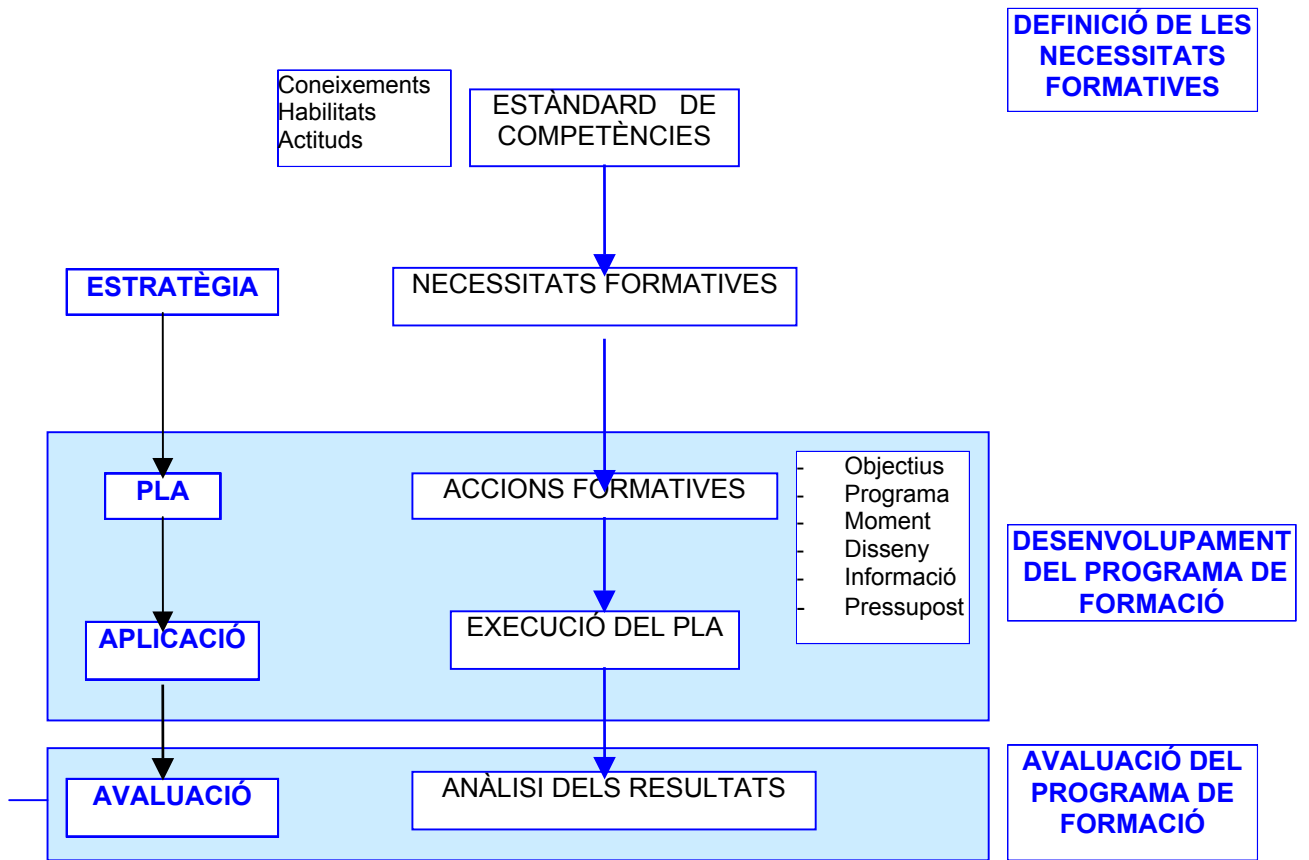 DEFINICIÓ DE LES
NECESSITATS
FORMATIVES
Coneixements
Habilitats
Actituds
ESTÀNDARD DE
COMPETÈNCIES
ESTRATÈGIA
NECESSITATS FORMATIVES
PLA
ACCIONS FORMATIVES
- Objectius
- Programa
- Moment
- Disseny
- Informació
- Pressupost
DESENVOLUPAMENT
DEL PROGRAMA DE
FORMACIÓ
APLICACIÓ
EXECUCIÓ DEL PLA
AVALUACIÓ
ANÀLISI DELS RESULTATS
AVALUACIÓ DEL
PROGRAMA DE
FORMACIÓ